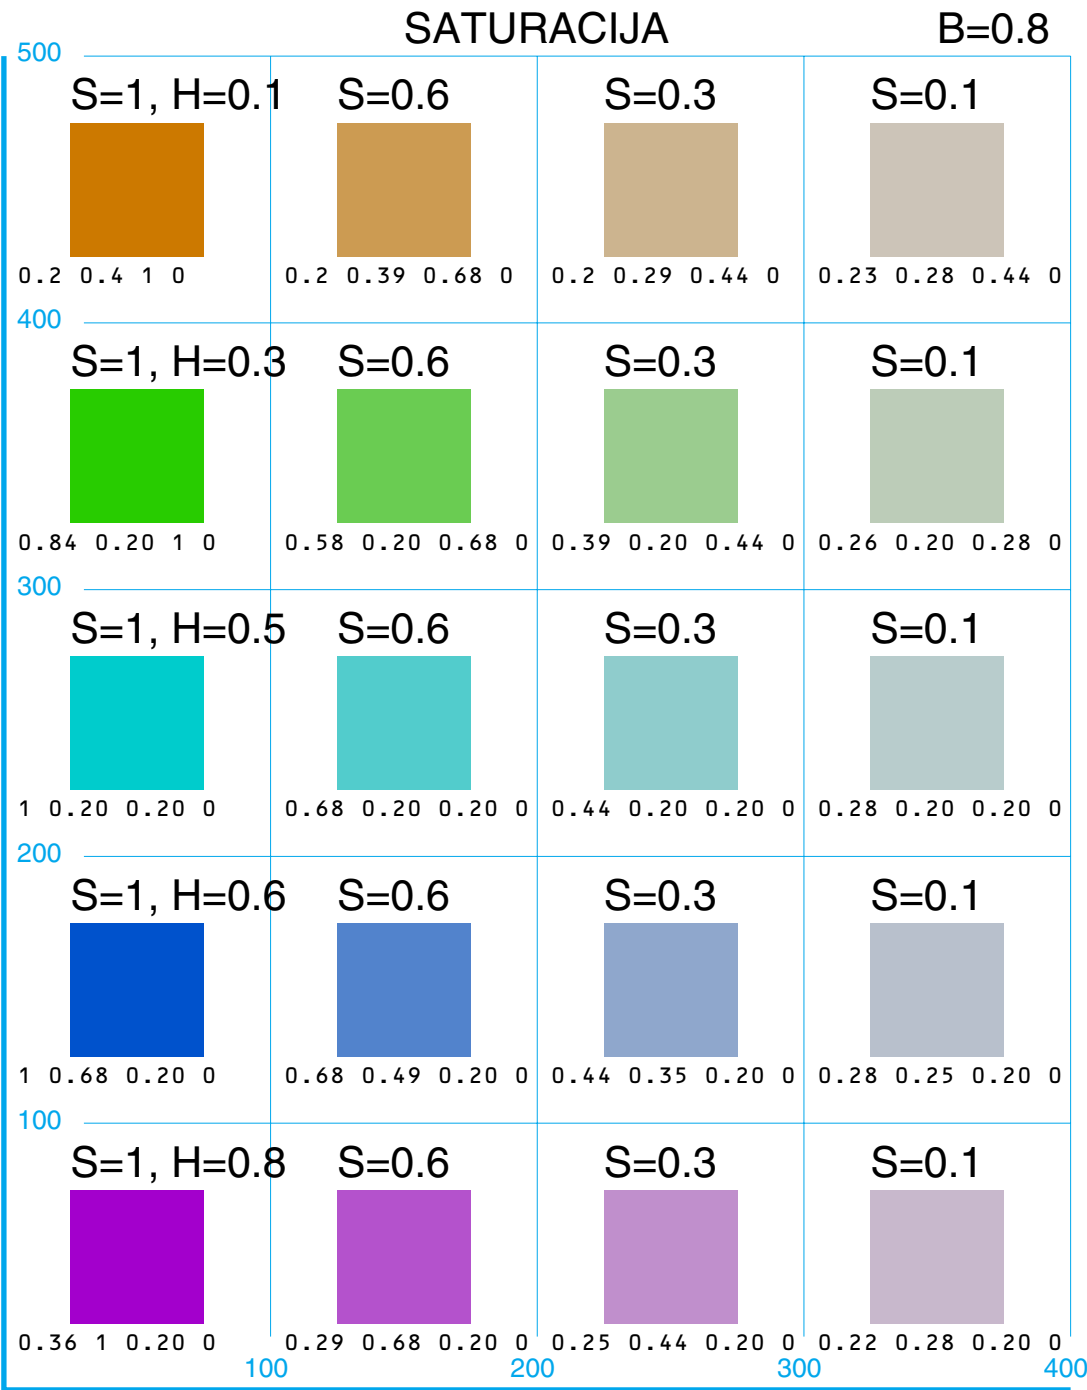 SATURACIJA B=0.8
500
S=1, H=0.1 S=0.6 S=0.3 S=0.1
0.2 0.4 1 0 0.2 0.39 0.68 0 0.2 0.29 0.44 0 0.23 0.28 0.44 0
400
S=1, H=0.3 S=0.6 S=0.3 S=0.1
0.84 0.20 1 0 0.58 0.20 0.68 0 0.39 0.20 0.44 0 0.26 0.20 0.28 0
300
S=1, H=0.5 S=0.6 S=0.3 S=0.1
1 0.20 0.20 0 0.68 0.20 0.20 0 0.44 0.20 0.20 0 0.28 0.20 0.20 0
200
S=1, H=0.6 S=0.6 S=0.3 S=0.1
1 0.68 0.20 0 0.68 0.49 0.20 0 0.44 0.35 0.20 0 0.28 0.25 0.20 0
100
S=1, H=0.8 S=0.6 S=0.3 S=0.1
0.36 1 0.20 0 0.29 0.68 0.20 0 0.25 0.44 0.20 0 0.22 0.28 0.20 0
100 200 300 400